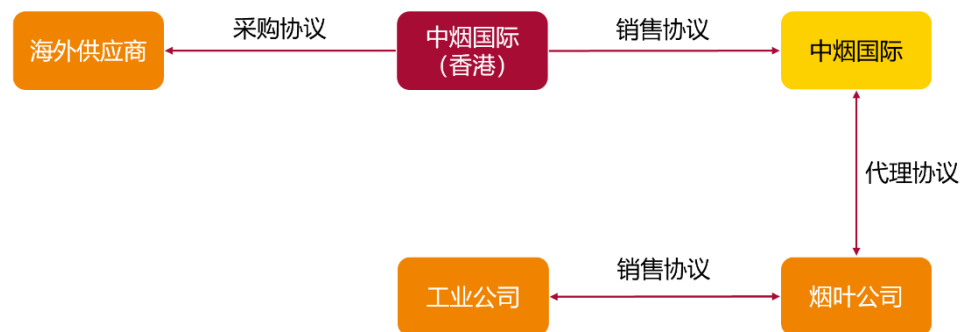 海外供应商
采购协议
中烟国际
（香港）
销售协议
中烟国际
代理协议
工业公司
销售协议
烟叶公司